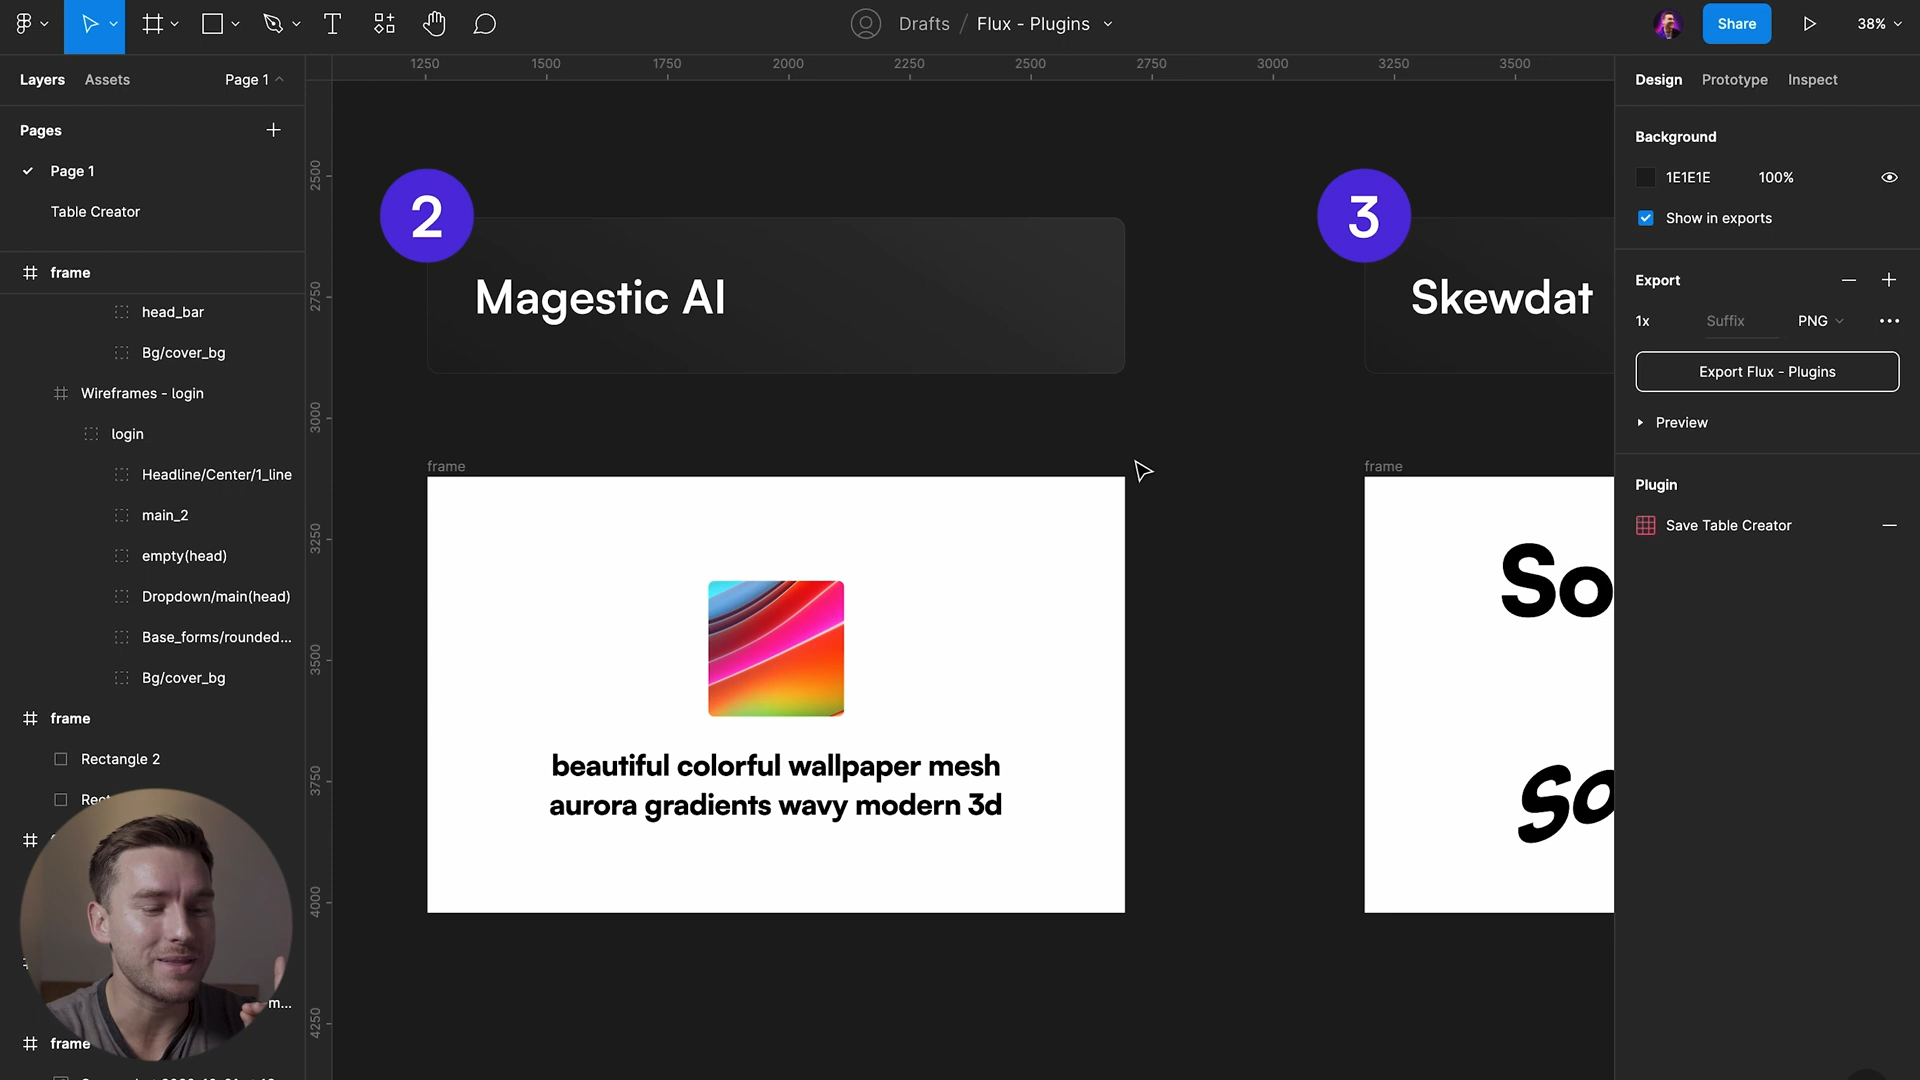 Drafts / Flux - Plugins
Share
38%
Layers
Assets
Page 1
1250
1500
1750
2000
2250
2500
2750
3000
3250
3500
Design
Prototype
Inspect
Pages
Page 1
Table Creator
frame
head_bar
Bg/cover_bg
Wireframes - login
login
Headline/Center/1_line
main_2
empty(head)
Dropdown/main(head)
Base_forms/rounded...
Bg/cover_bg
frame
Rectangle 2
m...
frame
2500
2750
3000
3250
3500
3750
4000
4250
2
Magestic AI
3
Skewdat
frame
beautiful colorful wallpaper mesh
aurora gradients wavy modern 3d
frame
So
So
Background
1E1E1E
100%
Show in exports
Export
1x
Suffix
PNG
Export Flux - Plugins
Preview
Plugin
Save Table Creator